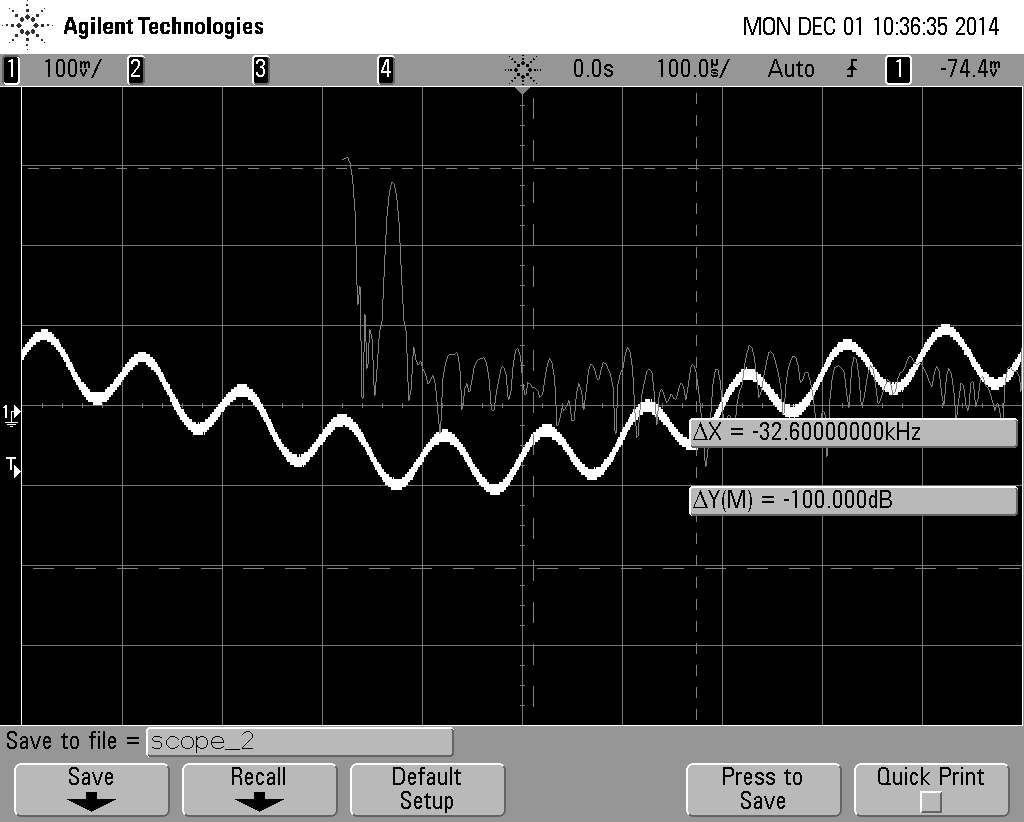 Agilent Technologies MON DEC 01 10:36:35 2014
1 100mV/ 2 3 4 0.0s 100.0us/ Auto 1 -74.4mV
1
T
ΔX = -32.60000000kHz
ΔY(M) = -100.000dB
Save to file = scope_2
Save Recall Default Setup Press to Save Quick Print